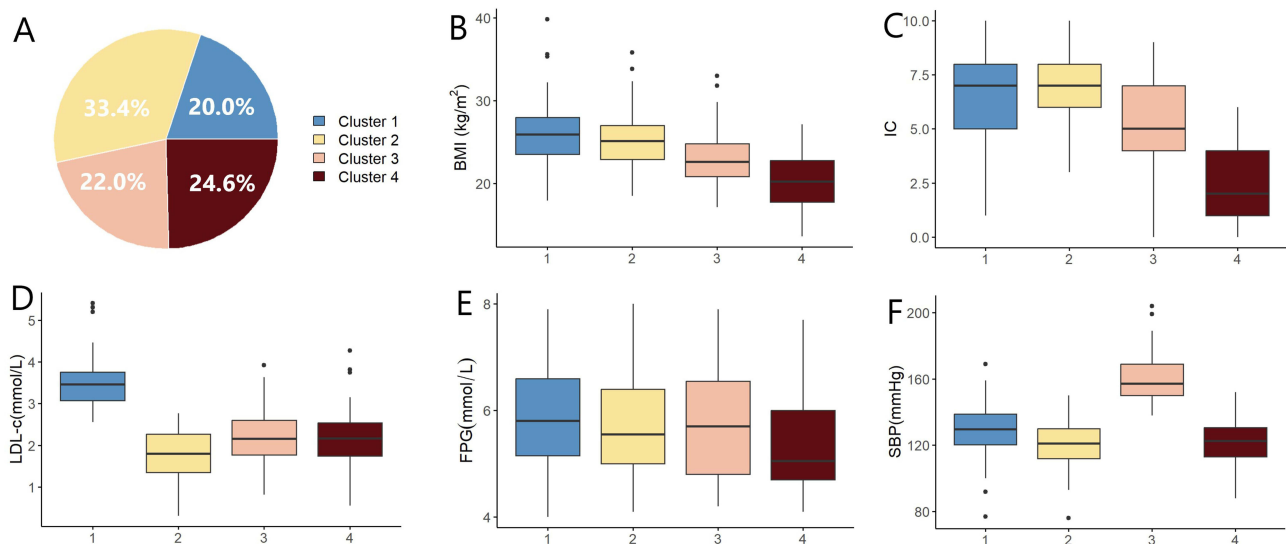 A
33.4%
20.0%
22.0%
24.6%
Cluster 1
Cluster 2
Cluster 3
Cluster 4
B
BMI (kg/m²)
40
30
20
1 2 3 4
C
IC
10.0
7.5
5.0
2.5
0.0
1 2 3 4
D
LDL-c(mmol/L)
5
4
3
2
1
1 2 3 4
E
FPG(mmol/L)
8
6
4
1 2 3 4
F
SBP(mmHg)
200
160
120
80
1 2 3 4